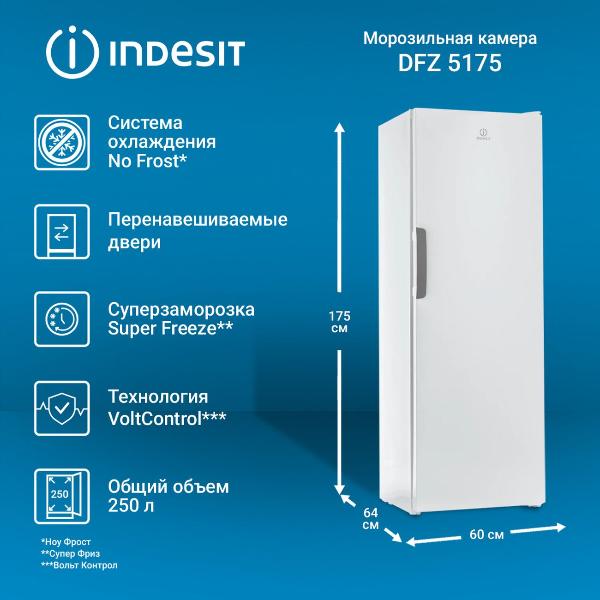 INDESIT
Морозильная камера
DFZ 5175
Система
охлаждения
No Frost*
Перенавешиваемые
двери
Суперзаморозка
Super Freeze**
Технология
VoltControl***
250
Общий объем
250 л
*Ноу Фрост
**Супер Фриз
***Вольт Контрол
INDESIT
175
см
64
см
60 см